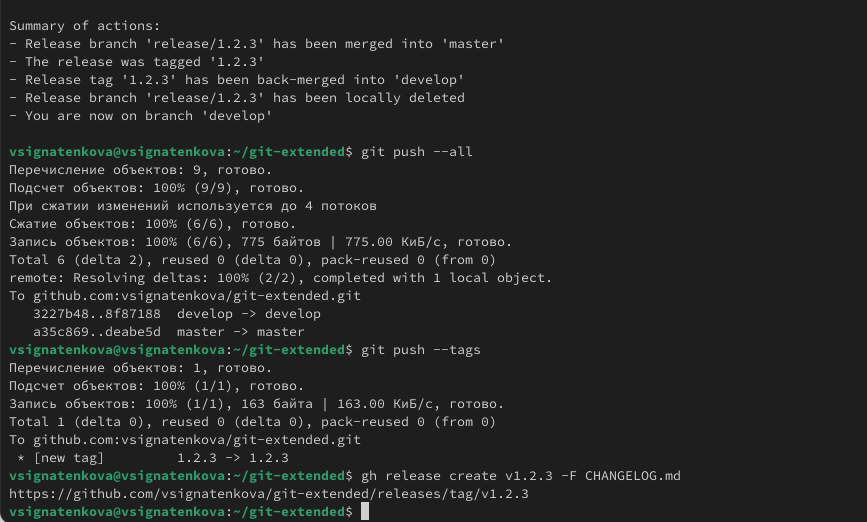 Summary of actions:
- Release branch 'release/1.2.3' has been merged into 'master'
- The release was tagged '1.2.3'
- Release tag '1.2.3' has been back-merged into 'develop'
- Release branch 'release/1.2.3' has been locally deleted
- You are now on branch 'develop'
vsignatenkova@vsignatenkova:~/git-extended$ git push --all
Перечисление объектов: 9, готово.
Подсчет объектов: 100% (9/9), готово.
При сжатии изменений используется до 4 потоков
Сжатие объектов: 100% (6/6), готово.
Запись объектов: 100% (6/6), 775 байтов | 775.00 КиБ/с, готово.
Total 6 (delta 2), reused 0 (delta 0), pack-reused 0 (from 0)
remote: Resolving deltas: 100% (2/2), completed with 1 local object.
To github.com:vsignatenkova/git-extended.git
   3227b48..8f87188  develop -> develop
   a35c869..deabe5d  master -> master
vsignatenkova@vsignatenkova:~/git-extended$ git push --tags
Перечисление объектов: 1, готово.
Подсчет объектов: 100% (1/1), готово.
Запись объектов: 100% (1/1), 163 байта | 163.00 КиБ/с, готово.
Total 1 (delta 0), reused 0 (delta 0), pack-reused 0 (from 0)
To github.com:vsignatenkova/git-extended.git
 * [new tag]         1.2.3 -> 1.2.3
vsignatenkova@vsignatenkova:~/git-extended$ gh release create v1.2.3 -F CHANGELOG.md
https://github.com/vsignatenkova/git-extended/releases/tag/v1.2.3
vsignatenkova@vsignatenkova:~/git-extended$